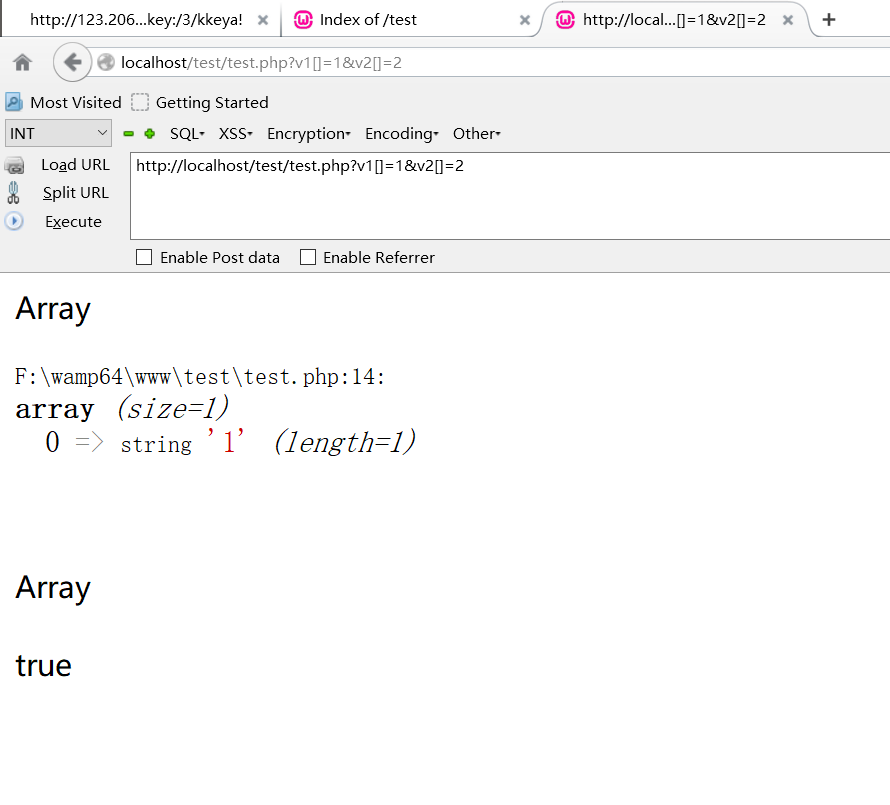 http://123.206...key:/3/kkeya!
Index of /test
http://local...[]=1&v2[]=2
localhost/test/test.php?v1[]=1&v2[]=2
Most Visited
Getting Started
INT
SQL
XSS
Encryption
Encoding
Other
Load URL
http://localhost/test/test.php?v1[]=1&v2[]=2
Split URL
Execute
Enable Post data
Enable Referrer
Array
F:\wamp64\www\test\test.php:14:
array (size=1)
0 => string '1' (length=1)
Array
true